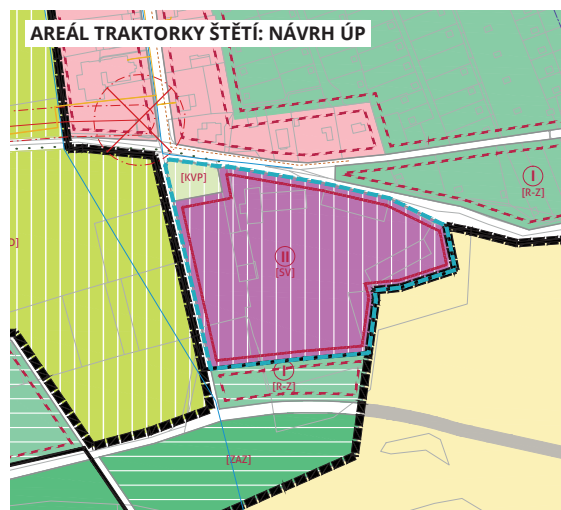 AREÁL TRAKTORKY ŠTĚTÍ: NÁVRH ÚP
[KVP]
I
[R-Z]
II
[SV]
I
[R-Z]
[ZAZ]